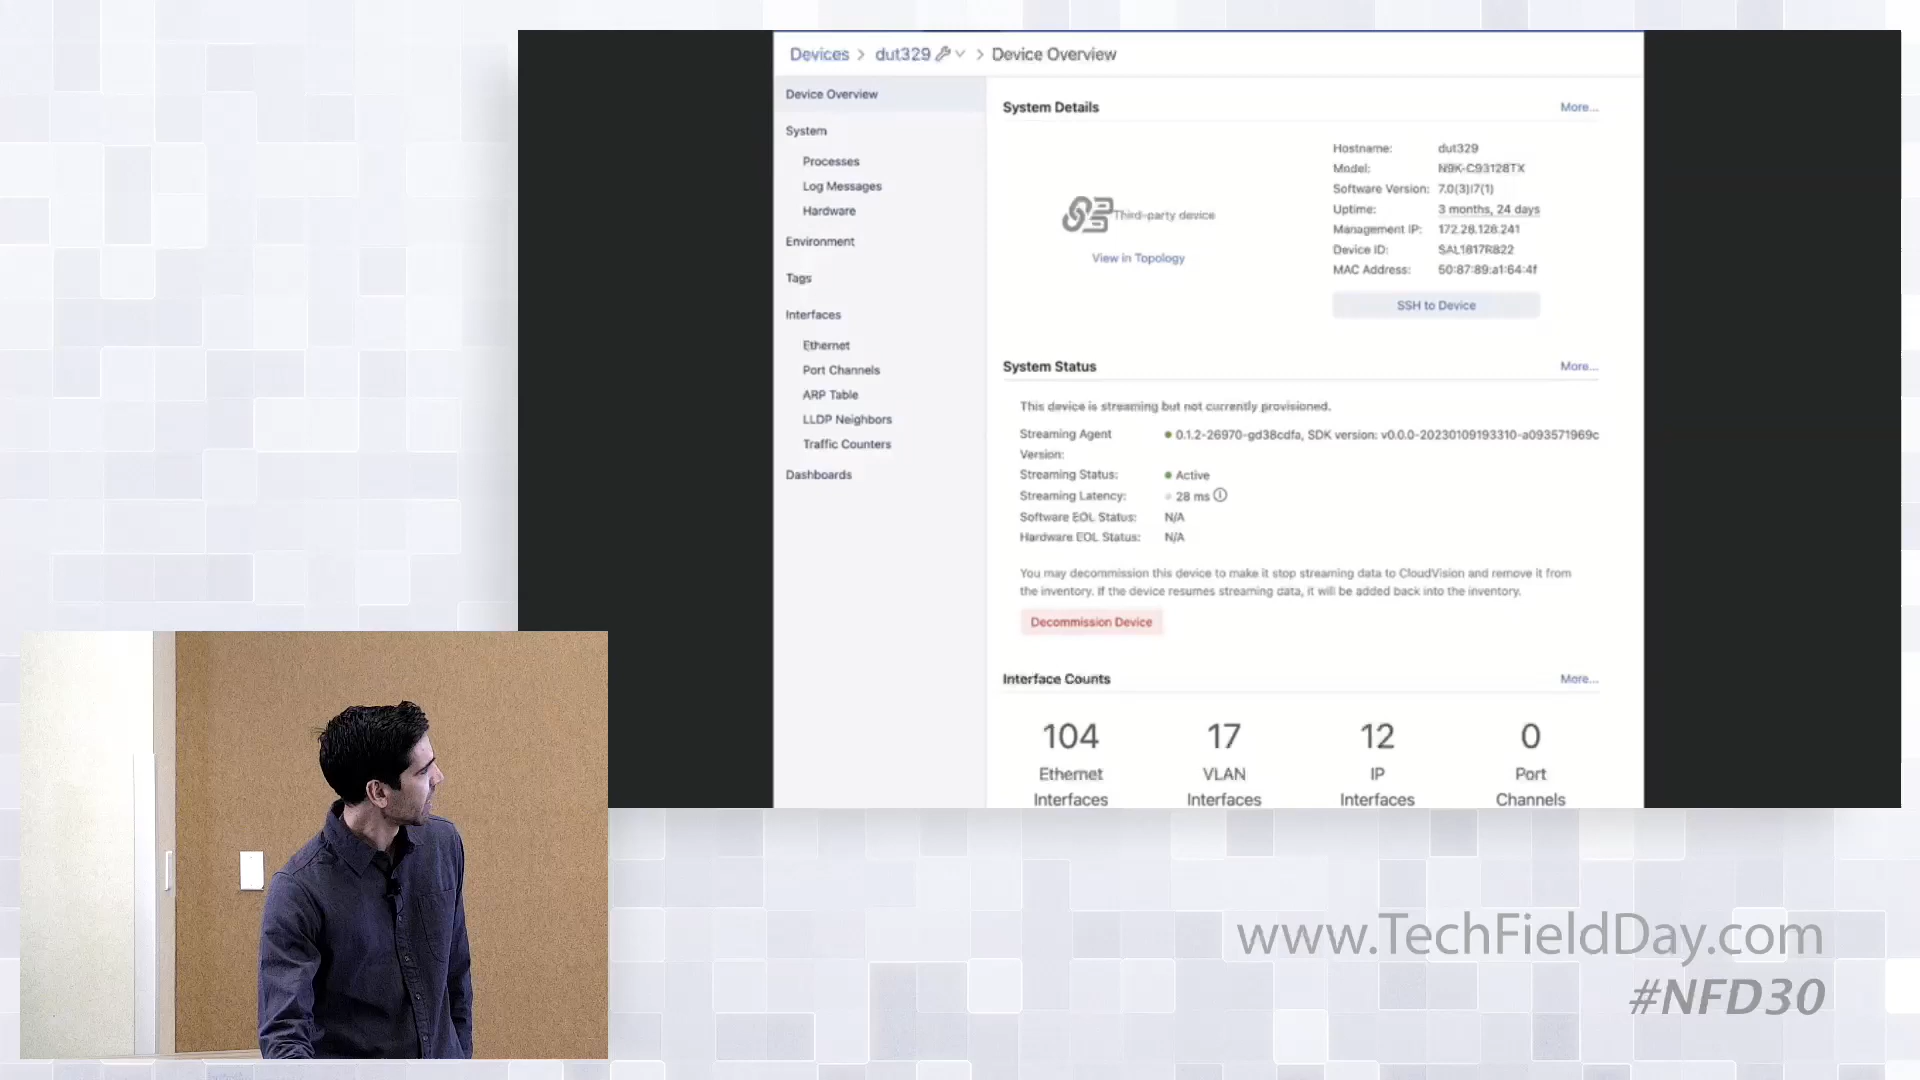 Devices > dut329 > Device Overview
Device Overview
System
Processes
Log Messages
Hardware
Environment
Tags
Interfaces
Ethernet
Port Channels
ARP Table
LLDP Neighbors
Traffic Counters
Dashboards
System Details
More...
Third-party device
View in Topology
Hostname: dut329
Model: N9K-C93128TX
Software Version: 7.0(3)I7(1)
Uptime: 3 months, 24 days
Management IP: 172.28.128.241
Device ID: SAL1817R822
MAC Address: 50:87:89:a1:64:4f
SSH to Device
System Status
More...
This device is streaming but not currently provisioned.
Streaming Agent Version: 0.1.2-26970-gd38cdfa, SDK version: v0.0.0-20230109193310-a093571969c
Streaming Status: Active
Streaming Latency: 28 ms
Software EOL Status: N/A
Hardware EOL Status: N/A
You may decommission this device to make it stop streaming data to CloudVision and remove it from
the inventory. If the device resumes streaming data, it will be added back into the inventory.
Decommission Device
Interface Counts
More...
104
Ethernet
Interfaces
17
VLAN
Interfaces
12
IP
Interfaces
0
Port
Channels
www.TechFieldDay.com
#NFD30